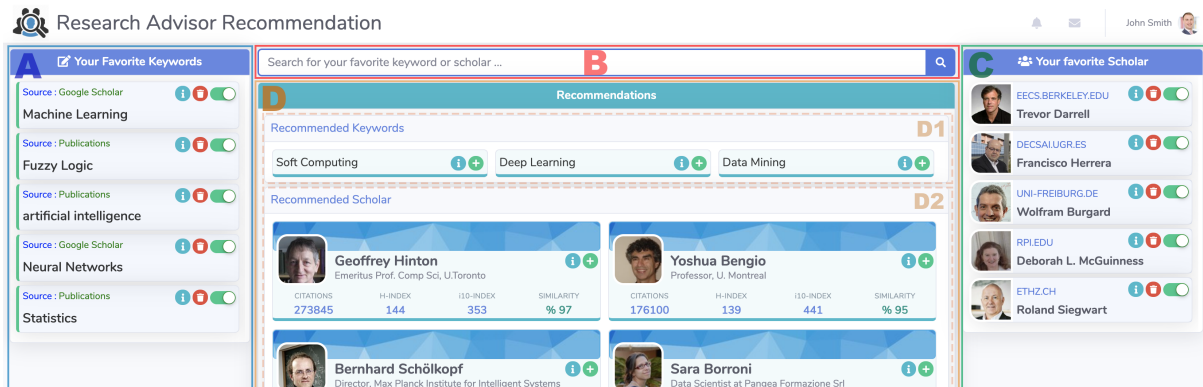 Research Advisor Recommendation
John Smith
A
Your Favorite Keywords
Source : Google Scholar
Machine Learning
Source : Publications
Fuzzy Logic
Source : Publications
artificial intelligence
Source : Google Scholar
Neural Networks
Source : Publications
Statistics
Search for your favorite keyword or scholar ...
B
D
Recommendations
Recommended Keywords
D1
Soft Computing
Deep Learning
Data Mining
Recommended Scholar
D2
Geoffrey Hinton
Emeritus Prof. Comp Sci, U.Toronto
CITATIONS H-INDEX i10-INDEX SIMILARITY
273845 144 353 % 97
Yoshua Bengio
Professor, U. Montreal
CITATIONS H-INDEX i10-INDEX SIMILARITY
176100 139 441 % 95
Bernhard Schölkopf
Director, Max Planck Institute for Intelligent Systems
Sara Borroni
Data Scientist at Pangea Formazione Srl
C
Your favorite Scholar
EECS.BERKELEY.EDU
Trevor Darrell
DECSAI.UGR.ES
Francisco Herrera
UNI-FREIBURG.DE
Wolfram Burgard
RPI.EDU
Deborah L. McGuinness
ETHZ.CH
Roland Siegwart